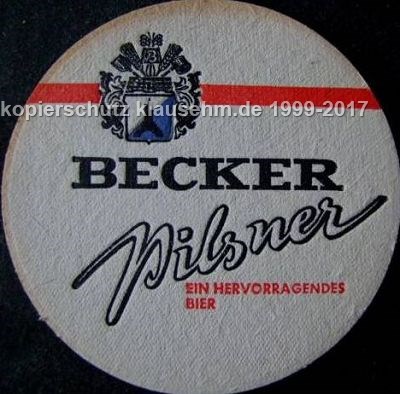 kopierschutz klausehm.de 1999-2017
BECKER
Pilsner
EIN HERVORRAGENDES
BIER